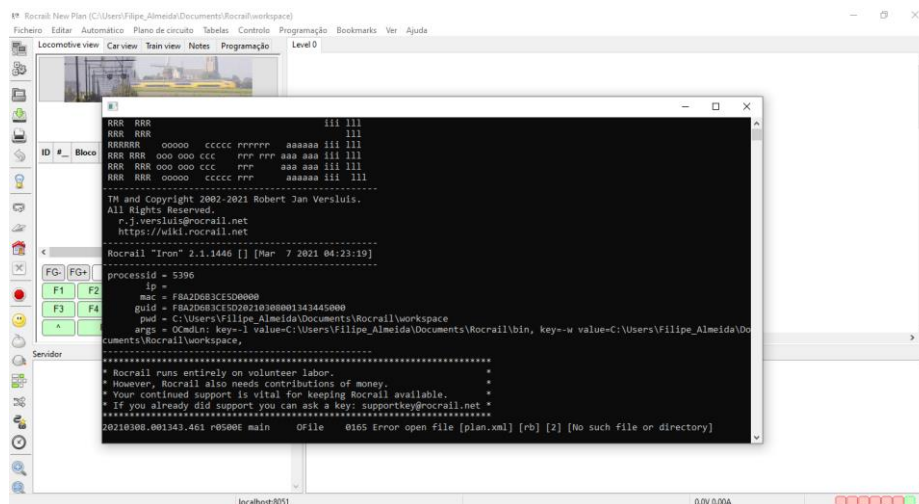 Rocrail: New Plan (C:\Users\Filipe_Almeida\Documents\Rocrail\workspace)
Ficheiro Editar Automático Plano de circuito Tabelas Controlo Programação Bookmarks Ver Ajuda
Locomotive view Car view Train view Notes Programação Level 0
RRR RRR iii lll
RRR RRR lll
RRRRRR ooooo ccccc rrrrrr aaaaaa iii lll
RRR RRR ooo ooo ccc rrr rrr aaa aaa iii lll
RRR RRR ooo ooo ccc rrr aaa aaa iii lll
RRR RRR ooooo ccccc rrr aaaaaa iii lll
-------------------------------------------------
TM and Copyright 2002-2021 Robert Jan Versluis.
All Rights Reserved.
r.j.versluis@rocrail.net
https://wiki.rocrail.net
-------------------------------------------------
Rocrail "Iron" 2.1.1446 [] [Mar 7 2021 04:23:19]
-------------------------------------------------
processid = 5396
ip =
mac = F8A2D6B3CE5D0000
guid = F8A2D6B3CE5D20210308001343445000
pwd = C:\Users\Filipe_Almeida\Documents\Rocrail\workspace
args = OCmdLn: key=-l value=C:\Users\Filipe_Almeida\Documents\Rocrail\bin, key=-w value=C:\Users\Filipe_Almeida\Do
cuments\Rocrail\workspace,
-------------------------------------------------
**********************************************************************
* Rocrail runs entirely on volunteer labor. *
* However, Rocrail also needs contributions of money. *
* Your continued support is vital for keeping Rocrail available. *
* If you already did support you can ask a key: supportkey@rocrail.net *
**********************************************************************
20210308.001343.461 r0500E main OFile 0165 Error open file [plan.xml] [rb] [2] [No such file or directory]
ID #_ Bloco
FG- FG+
F1 F2
F3 F4
^
Servidor
localhost:8051 0.0V 0.00A